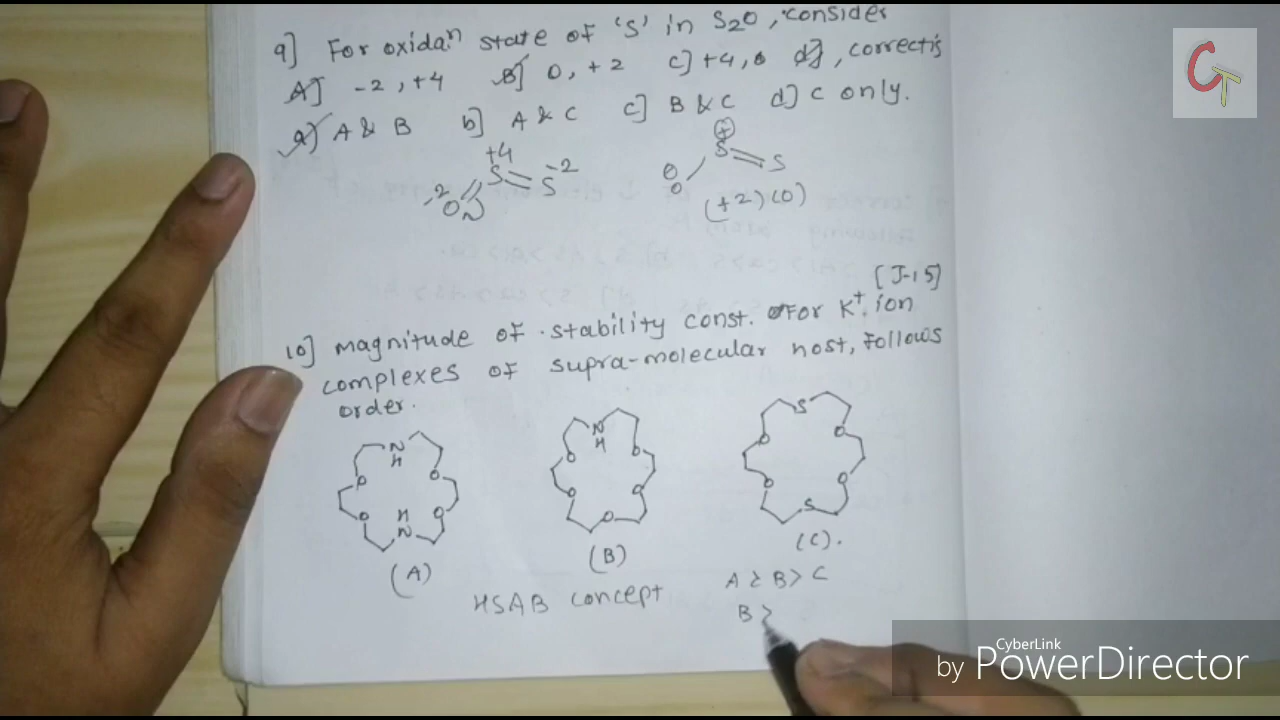 9] For oxidan state of 'S' in S2O, consider
A] -2, +4 B] 0, +2 c] +4, 0 d], correct is
a) A & B b] A & C c] B & C d] C only.
+4
S
S -2
-2 O
+
S
S
O
(+2) (0)
[J-15]
10] magnitude of stability const. For K+ ion
complexes of supra-molecular host, follows
order.
N H O O O O H N
N H O O O O O
S O O O O S
(A)
(B)
(C).
HSAB concept
A > B > C
B >
CT
CyberLink
by PowerDirector